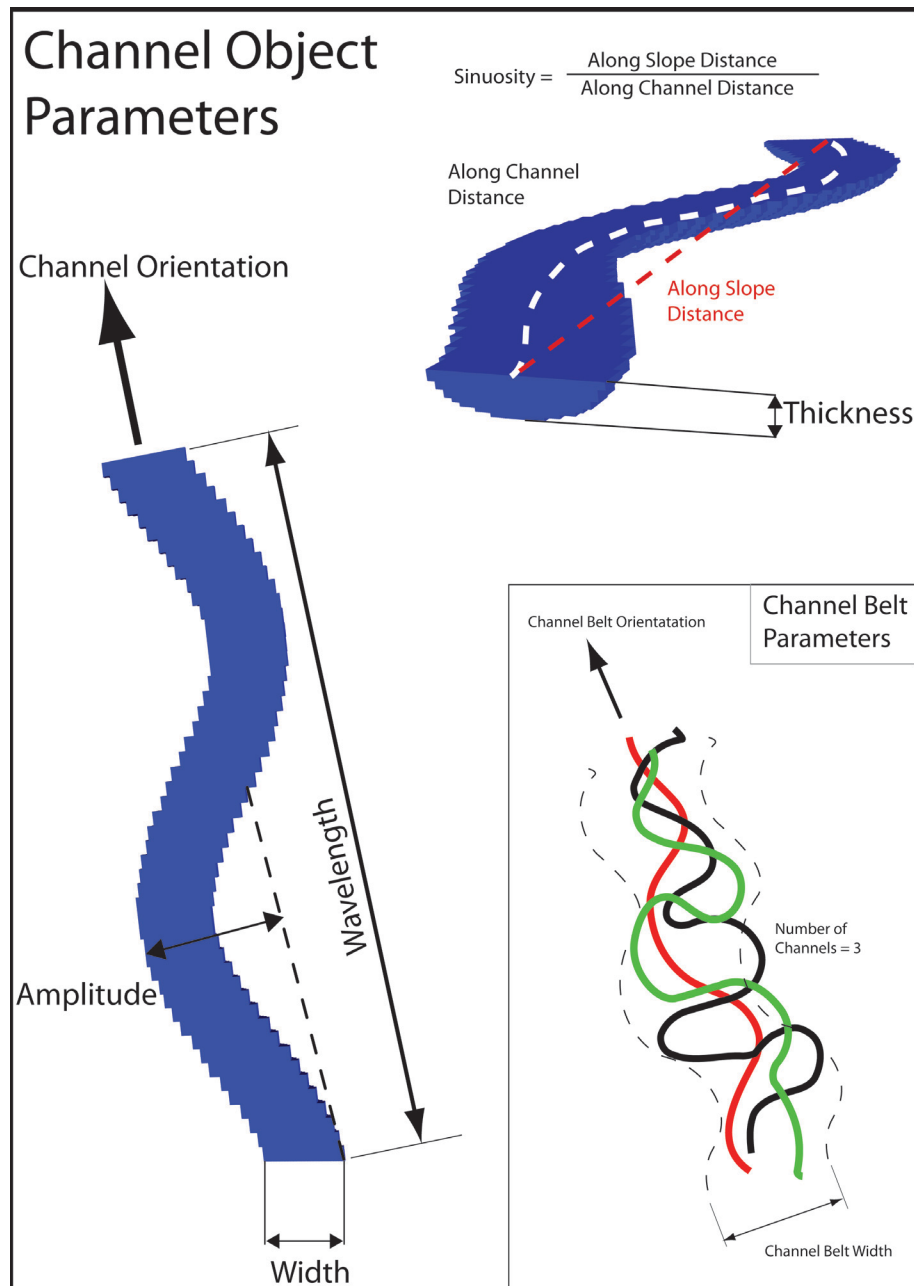 Channel Object
Parameters
Sinuosity = Along Slope Distance
Along Channel Distance
Along Channel
Distance
Along Slope
Distance
Thickness
Channel Orientation
Wavelength
Amplitude
Width
Channel Belt
Parameters
Channel Belt Orientatation
Number of
Channels = 3
Channel Belt Width